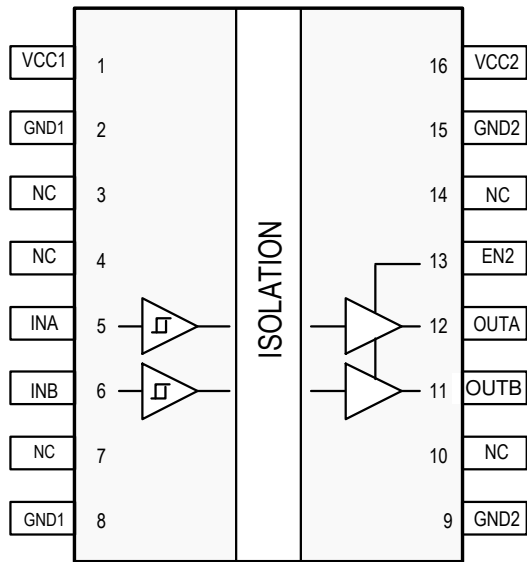 VCC1 1 16 VCC2
GND1 2 15 GND2
NC 3 14 NC
NC 4 13 EN2
INA 5 12 OUTA
INB 6 11 OUTB
NC 7 10 NC
GND1 8 9 GND2
ISOLATION